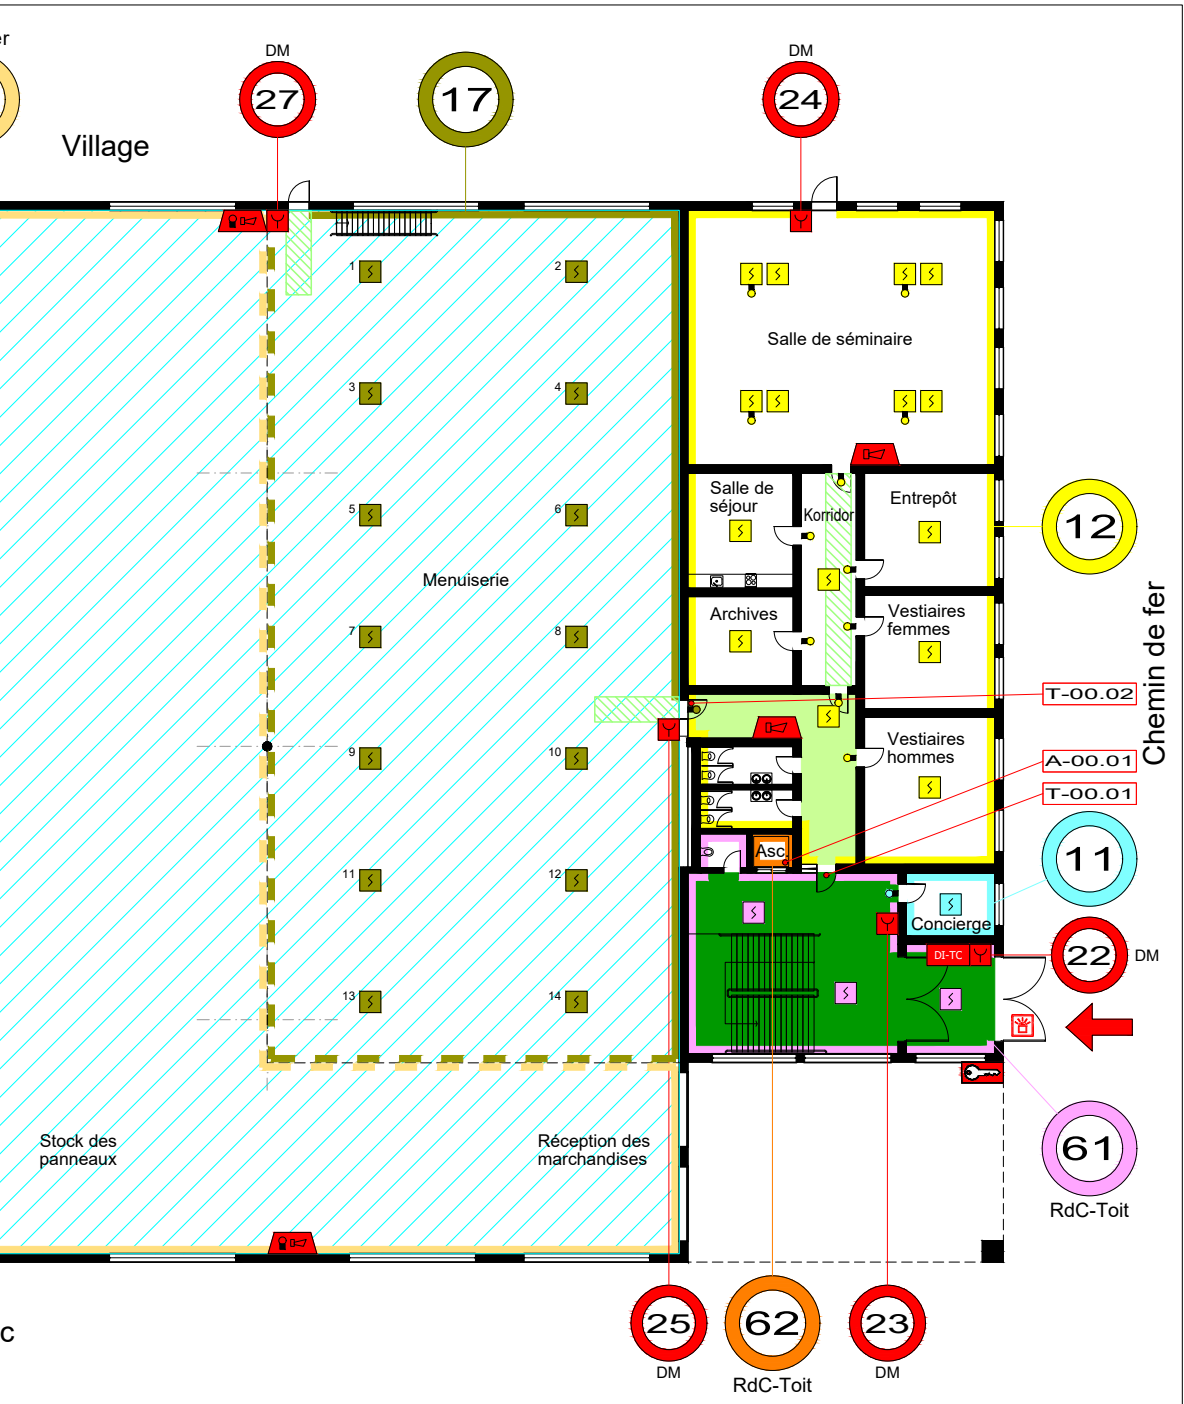 er
DM
DM
27
17
24
Village
1
2
Salle de séminaire
3
4
Salle de
séjour
Korridor
Entrepôt
12
5
6
Menuiserie
Archives
Vestiaires
femmes
7
8
Chemin de fer
T-00.02
Vestiaires
hommes
9
10
A-00.01
T-00.01
Asc.
11
11
12
Concierge
DI-TC
22
DM
13
14
Stock des
panneaux
Réception des
marchandises
61
RdC-Toit
25
62
23
c
DM
RdC-Toit
DM